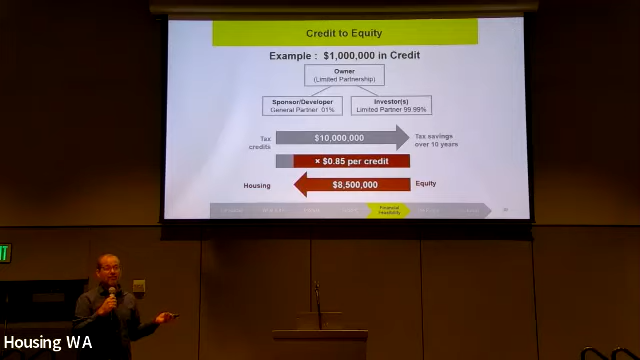 Credit to Equity
Example : $1,000,000 in Credit
Owner
(Limited Partnership)
Sponsor/Developer
General Partner .01%
Investor(s)
Limited Partner 99.99%
Tax
credits
$10,000,000
Tax savings
over 10 years
× $0.85 per credit
Housing
$8,500,000
Equity
Financial
Feasibility
IT
Housing WA